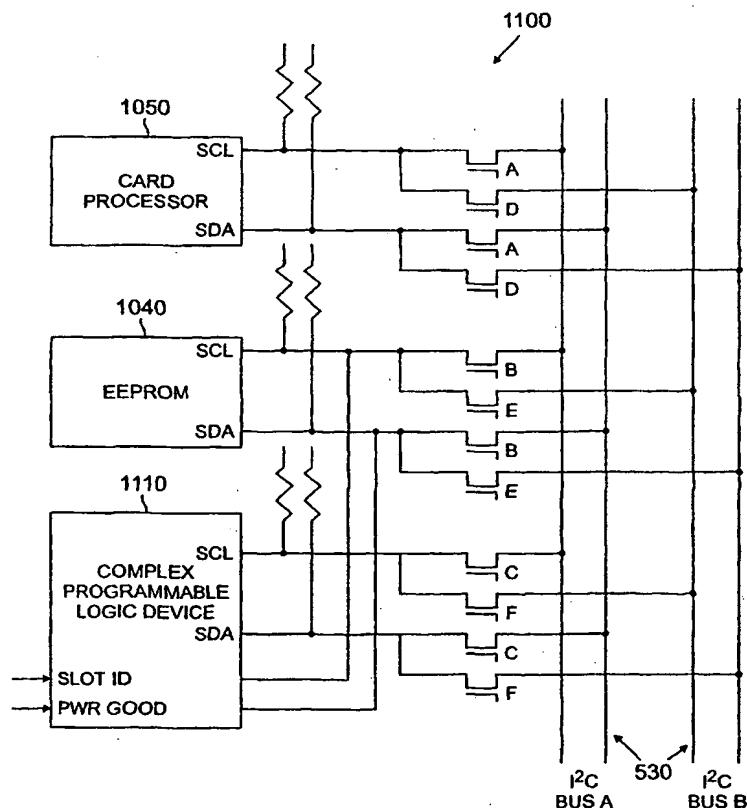 1100
1050
SCL
CARD
PROCESSOR
SDA
A
D
A
D
1040
SCL
EEPROM
SDA
B
E
B
E
1110
SCL
COMPLEX
PROGRAMMABLE
LOGIC DEVICE
SDA
SLOT ID
PWR GOOD
C
F
C
F
530
I²C
BUS A
I²C
BUS B